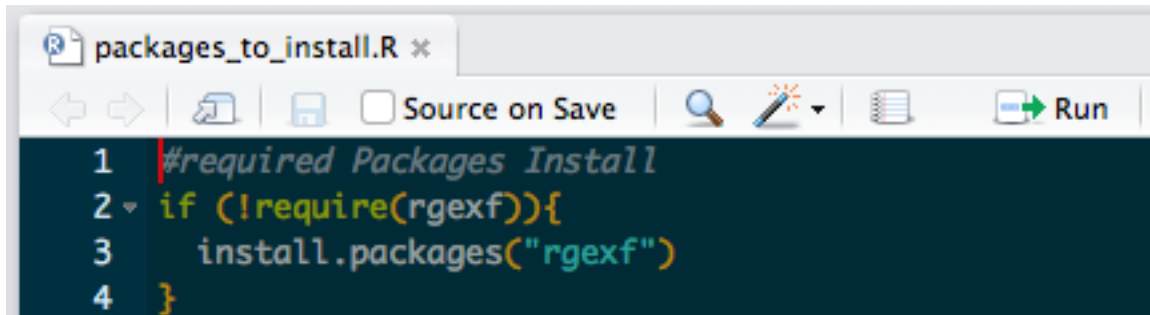 packages_to_install.R
Source on Save Run
1 #required Packages Install
2 if (!require(rgexf)){
3   install.packages("rgexf")
4 }